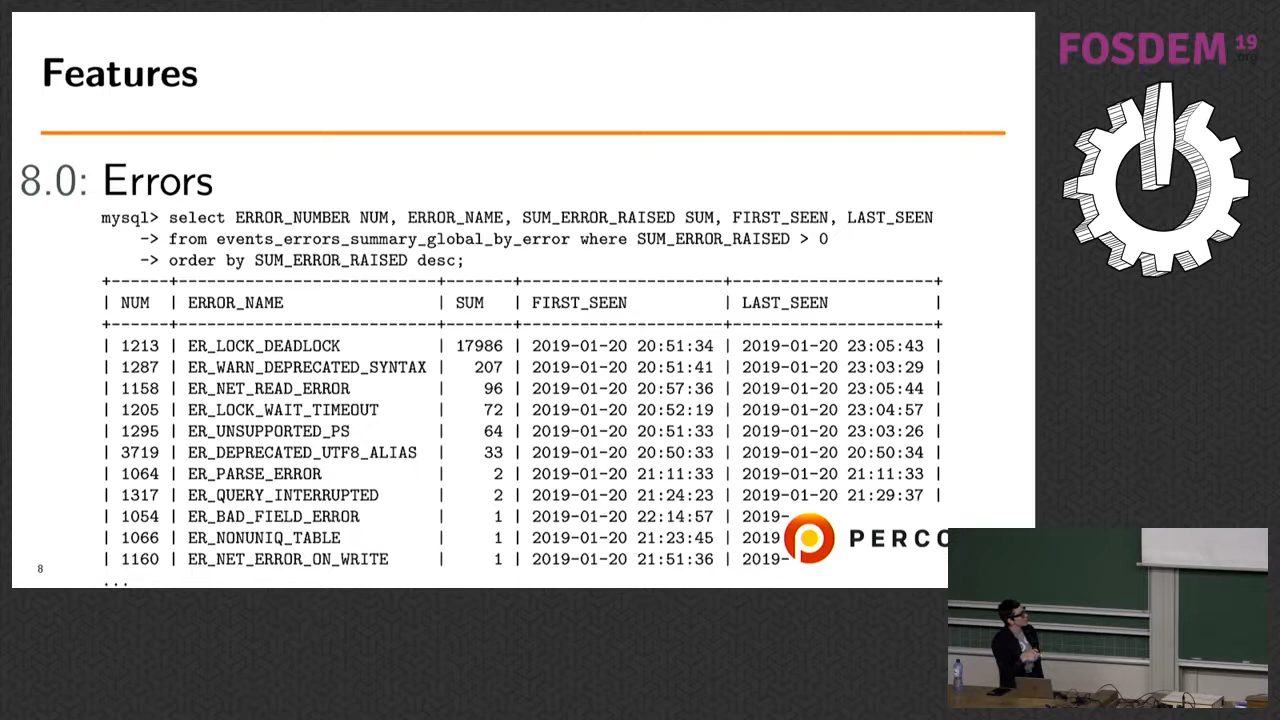 Features
8.0: Errors
mysql> select ERROR_NUMBER NUM, ERROR_NAME, SUM_ERROR_RAISED SUM, FIRST_SEEN, LAST_SEEN
-> from events_errors_summary_global_by_error where SUM_ERROR_RAISED > 0
-> order by SUM_ERROR_RAISED desc;
+------+----------------------------+-------+---------------------+---------------------+
| NUM | ERROR_NAME | SUM | FIRST_SEEN | LAST_SEEN |
+------+----------------------------+-------+---------------------+---------------------+
| 1213 | ER_LOCK_DEADLOCK | 17986 | 2019-01-20 20:51:34 | 2019-01-20 23:05:43 |
| 1287 | ER_WARN_DEPRECATED_SYNTAX | 207 | 2019-01-20 20:51:41 | 2019-01-20 23:03:29 |
| 1158 | ER_NET_READ_ERROR | 96 | 2019-01-20 20:57:36 | 2019-01-20 23:05:44 |
| 1205 | ER_LOCK_WAIT_TIMEOUT | 72 | 2019-01-20 20:52:19 | 2019-01-20 23:04:57 |
| 1295 | ER_UNSUPPORTED_PS | 64 | 2019-01-20 20:51:33 | 2019-01-20 23:03:26 |
| 3719 | ER_DEPRECATED_UTF8_ALIAS | 33 | 2019-01-20 20:50:33 | 2019-01-20 20:50:34 |
| 1064 | ER_PARSE_ERROR | 2 | 2019-01-20 21:11:33 | 2019-01-20 21:11:33 |
| 1317 | ER_QUERY_INTERRUPTED | 2 | 2019-01-20 21:24:23 | 2019-01-20 21:29:37 |
| 1054 | ER_BAD_FIELD_ERROR | 1 | 2019-01-20 22:14:57 | 2019-
| 1066 | ER_NONUNIQ_TABLE | 1 | 2019-01-20 21:23:45 | 2019
| 1160 | ER_NET_ERROR_ON_WRITE | 1 | 2019-01-20 21:51:36 | 2019-
...
8
PERCO
FOSDEM 19
.org